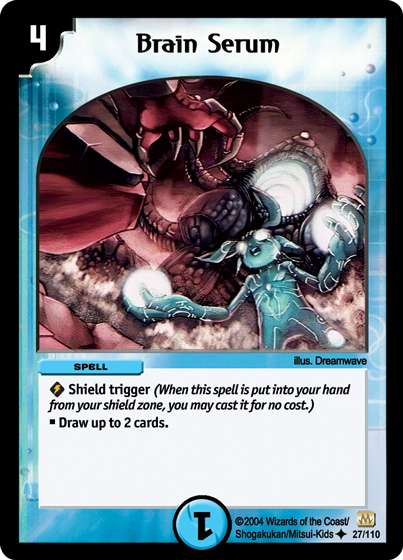 4
Brain Serum
illus. Dreamwave
SPELL
Shield trigger (When this spell is put into your hand
from your shield zone, you may cast it for no cost.)
▪ Draw up to 2 cards.
1
©2004 Wizards of the Coast/
Shogakukan/Mitsui-Kids ✦ 27/110